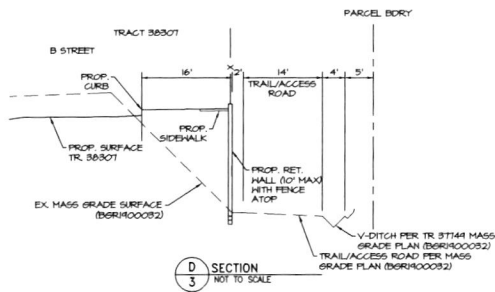 PARCEL BDRY
TRACT 38307
B STREET
X
16'
2'
14'
4'
5'
TRAIL/ACCESS
ROAD
PROP.
CURB
PROP.
SIDEWALK
PROP. SURFACE
TR. 38307
PROP. RET.
WALL (10' MAX)
WITH FENCE
ATOP
EX. MASS GRADE SURFACE
(BGR1900032)
V-DITCH PER TR 37744 MASS
GRADE PLAN (BGR1900032)
TRAIL/ACCESS ROAD PER MASS
GRADE PLAN (BGR1900032)
D
3
SECTION
NOT TO SCALE